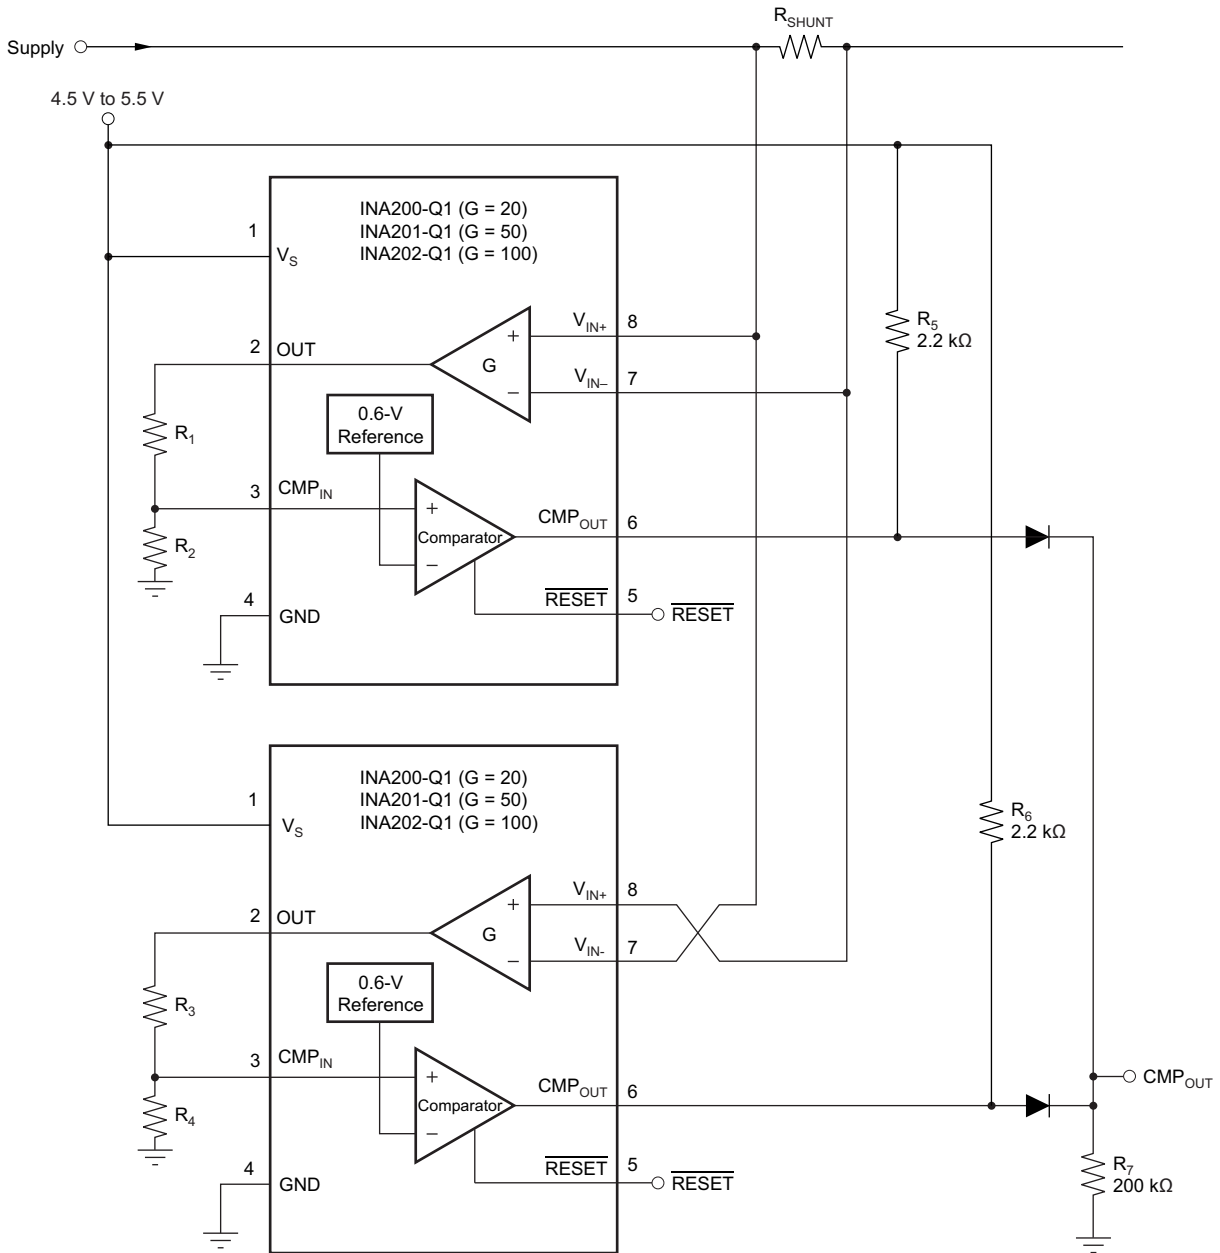 R_SHUNT
Supply
4.5 V to 5.5 V
INA200-Q1 (G = 20)
INA201-Q1 (G = 50)
INA202-Q1 (G = 100)
1
V_S
V_IN+
8
2
OUT
+
G
R_5
2.2 kΩ
V_IN–
7
−
0.6-V
Reference
R_1
3
CMP_IN
+
CMP_OUT
6
Comparator
R_2
−
RESET
5
RESET
4
GND
INA200-Q1 (G = 20)
INA201-Q1 (G = 50)
INA202-Q1 (G = 100)
1
V_S
R_6
2.2 kΩ
V_IN+
8
2
OUT
+
G
V_IN-
7
−
0.6-V
Reference
R_3
3
CMP_IN
+
CMP_OUT
6
CMP_OUT
Comparator
R_4
−
RESET
5
RESET
4
GND
R_7
200 kΩ